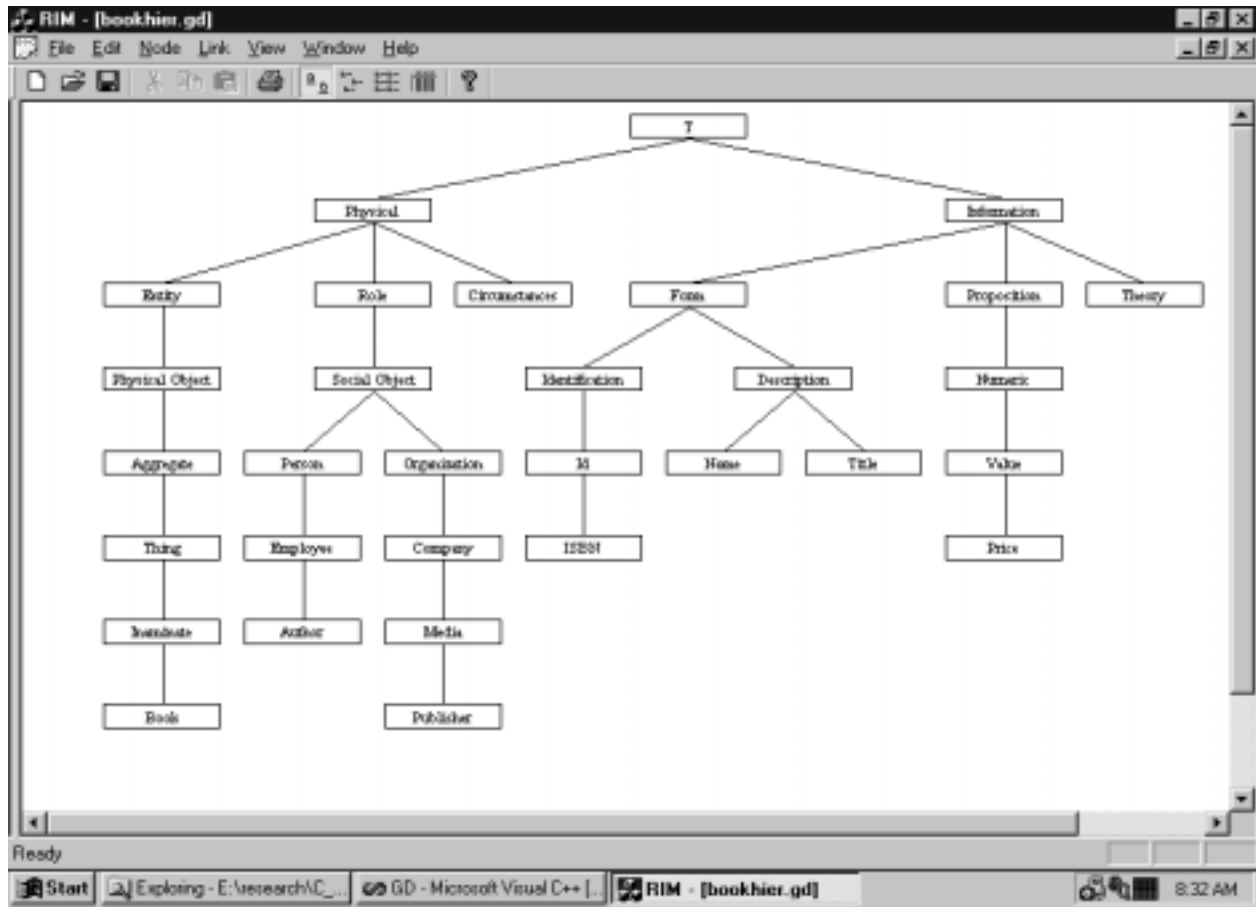 RIM - [bookhier.gd]
File Edit Node Link View Window Help
T
Physical Information
Entity Role Circumstances Form Proposition Theory
Physical Object Social Object Identification Description Numeric
Aggregate Person Organization Id Name Title Value
Thing Employee Company ISBN Price
Inanimate Author Media
Book Publisher
Ready
Start Exploring - E:\research\C_... GD - Microsoft Visual C++ [... RIM - [bookhier.gd] 8:32 AM